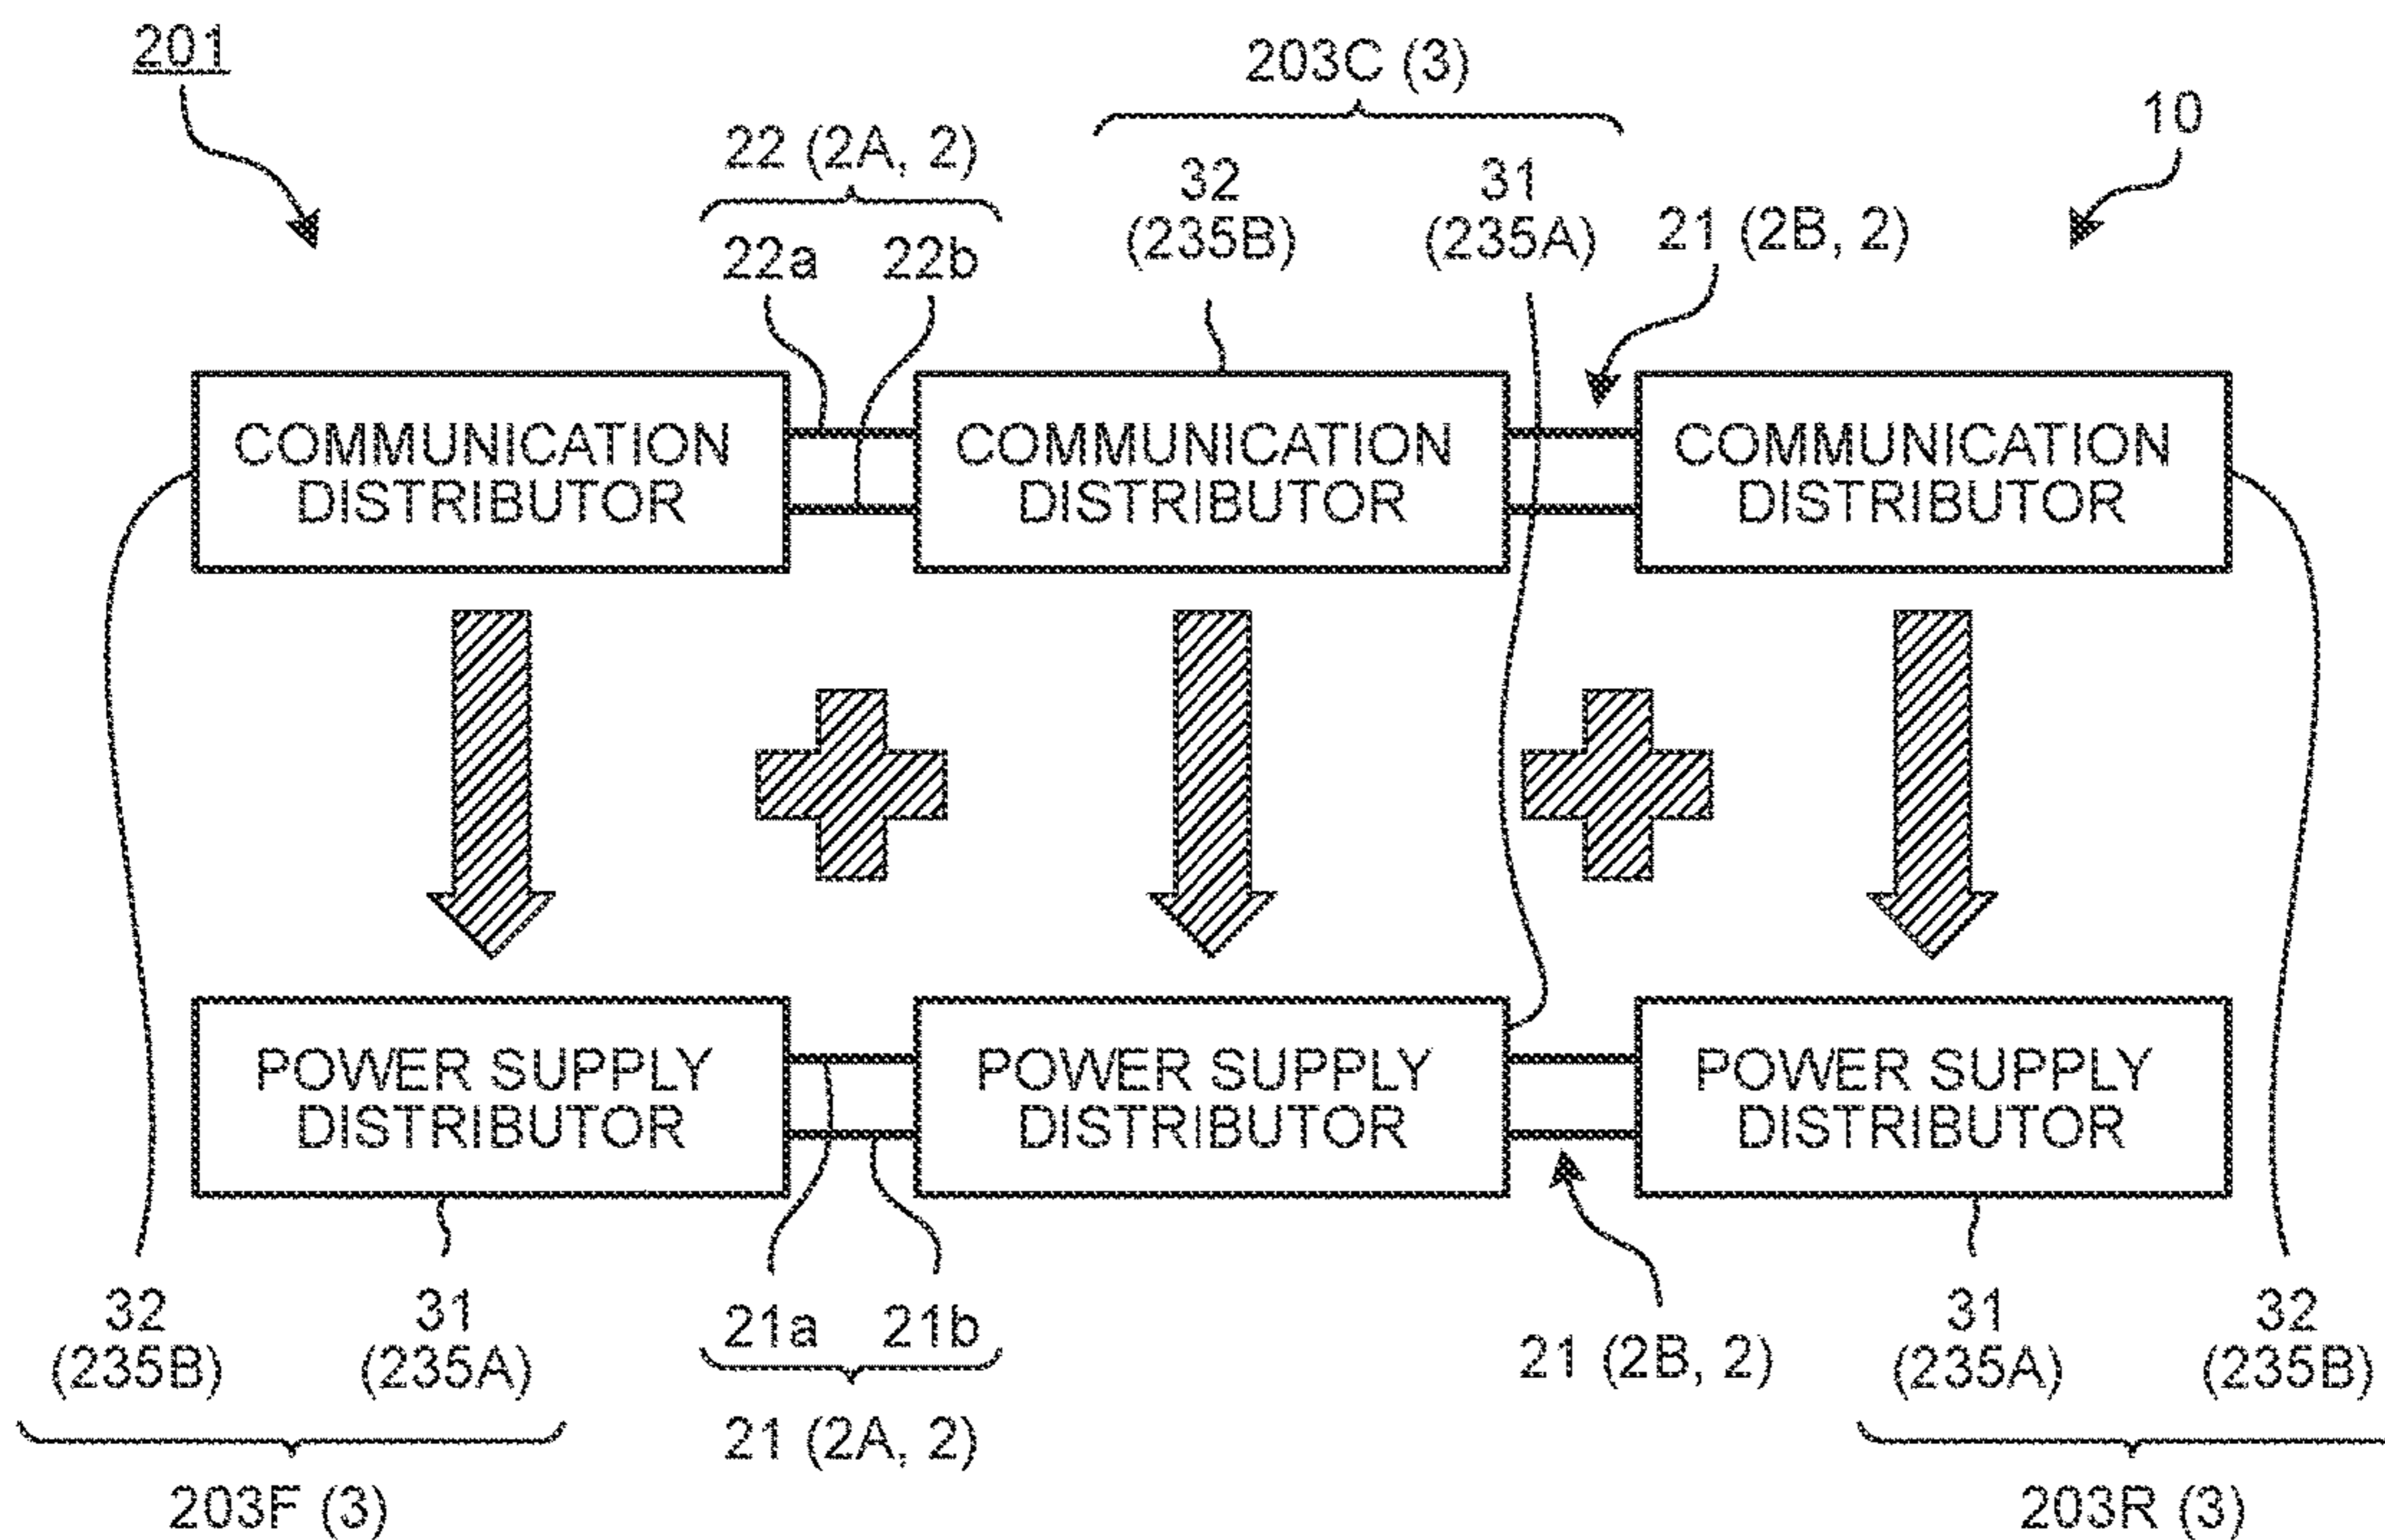 201
203C (3)
10
22 (2A, 2)
32
(235B)
31
(235A)
21 (2B, 2)
22a 22b
COMMUNICATION
DISTRIBUTOR
COMMUNICATION
DISTRIBUTOR
COMMUNICATION
DISTRIBUTOR
POWER SUPPLY
DISTRIBUTOR
POWER SUPPLY
DISTRIBUTOR
POWER SUPPLY
DISTRIBUTOR
32
(235B)
31
(235A)
21a 21b
21 (2A, 2)
21 (2B, 2)
31
(235A)
32
(235B)
203F (3)
203R (3)